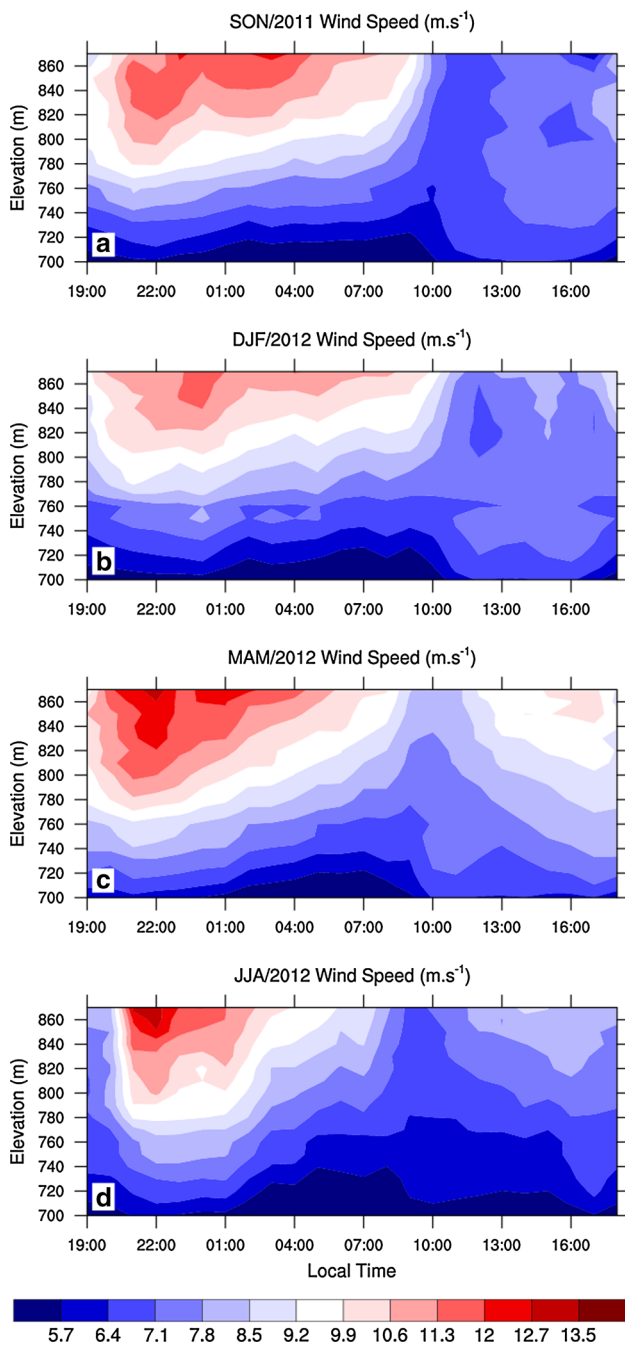 SON/2011 Wind Speed (m.s-1)
Elevation (m)
860
840
820
800
780
760
740
720
700
a
19:00 22:00 01:00 04:00 07:00 10:00 13:00 16:00
DJF/2012 Wind Speed (m.s-1)
Elevation (m)
860
840
820
800
780
760
740
720
700
b
19:00 22:00 01:00 04:00 07:00 10:00 13:00 16:00
MAM/2012 Wind Speed (m.s-1)
Elevation (m)
860
840
820
800
780
760
740
720
700
c
19:00 22:00 01:00 04:00 07:00 10:00 13:00 16:00
JJA/2012 Wind Speed (m.s-1)
Elevation (m)
860
840
820
800
780
760
740
720
700
d
19:00 22:00 01:00 04:00 07:00 10:00 13:00 16:00
Local Time
5.7 6.4 7.1 7.8 8.5 9.2 9.9 10.6 11.3 12 12.7 13.5